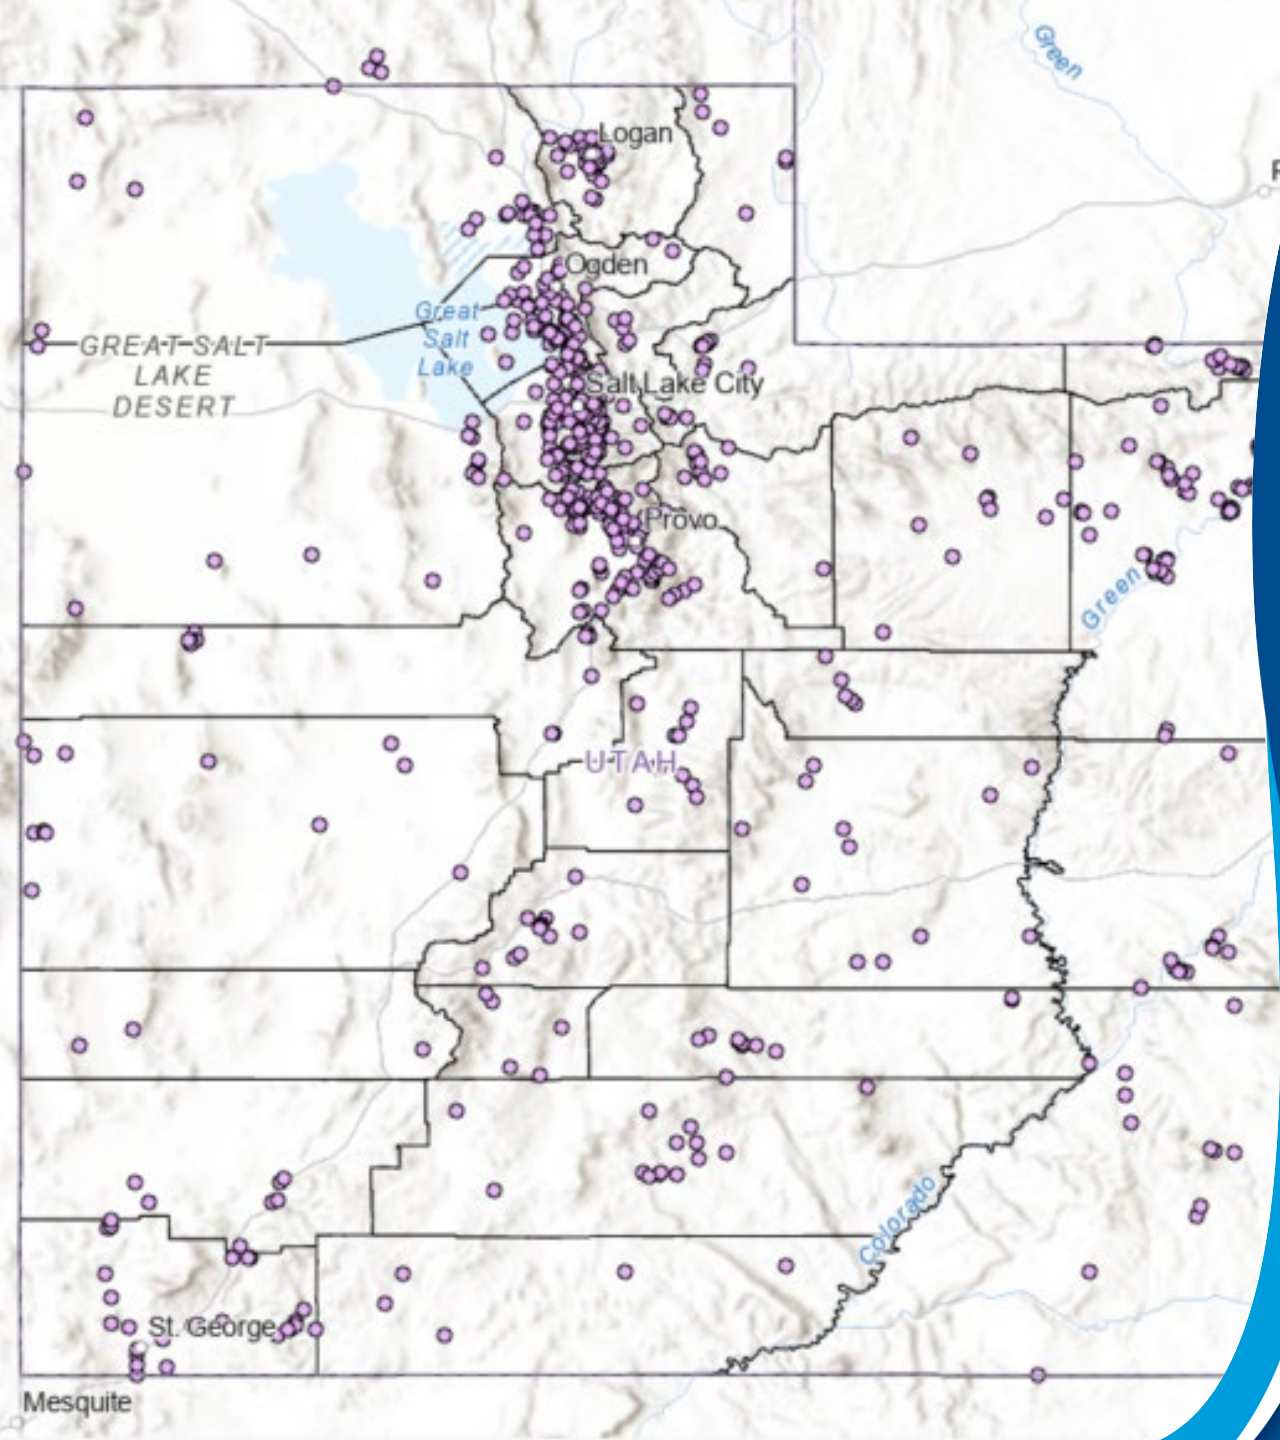 Green
Logan
Ogden
Great
Salt
Lake
GREAT SALT
LAKE
DESERT
Salt Lake City
Provo
Green
UTAH
Colorado
St. George
Mesquite